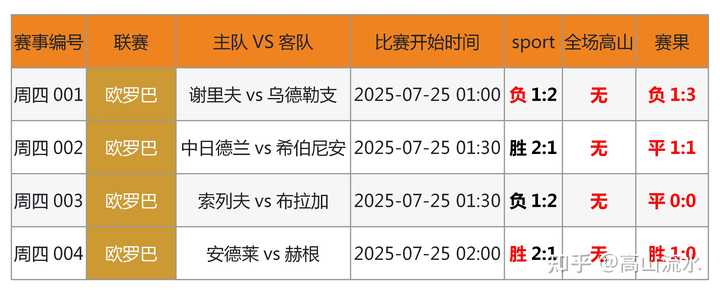 赛事编号 联赛 主队 VS 客队 比赛开始时间 sport 全场高山 赛果
周四 001 欧罗巴 谢里夫 vs 乌德勒支 2025-07-25 01:00 负 1:2 无 负 1:3
周四 002 欧罗巴 中日德兰 vs 希伯尼安 2025-07-25 01:30 胜 2:1 无 平 1:1
周四 003 欧罗巴 索列夫 vs 布拉加 2025-07-25 01:30 负 1:2 无 平 0:0
周四 004 欧罗巴 安德莱 vs 赫根 2025-07-25 02:00 胜 2:1 无 胜 1:0
知乎 @高山流水